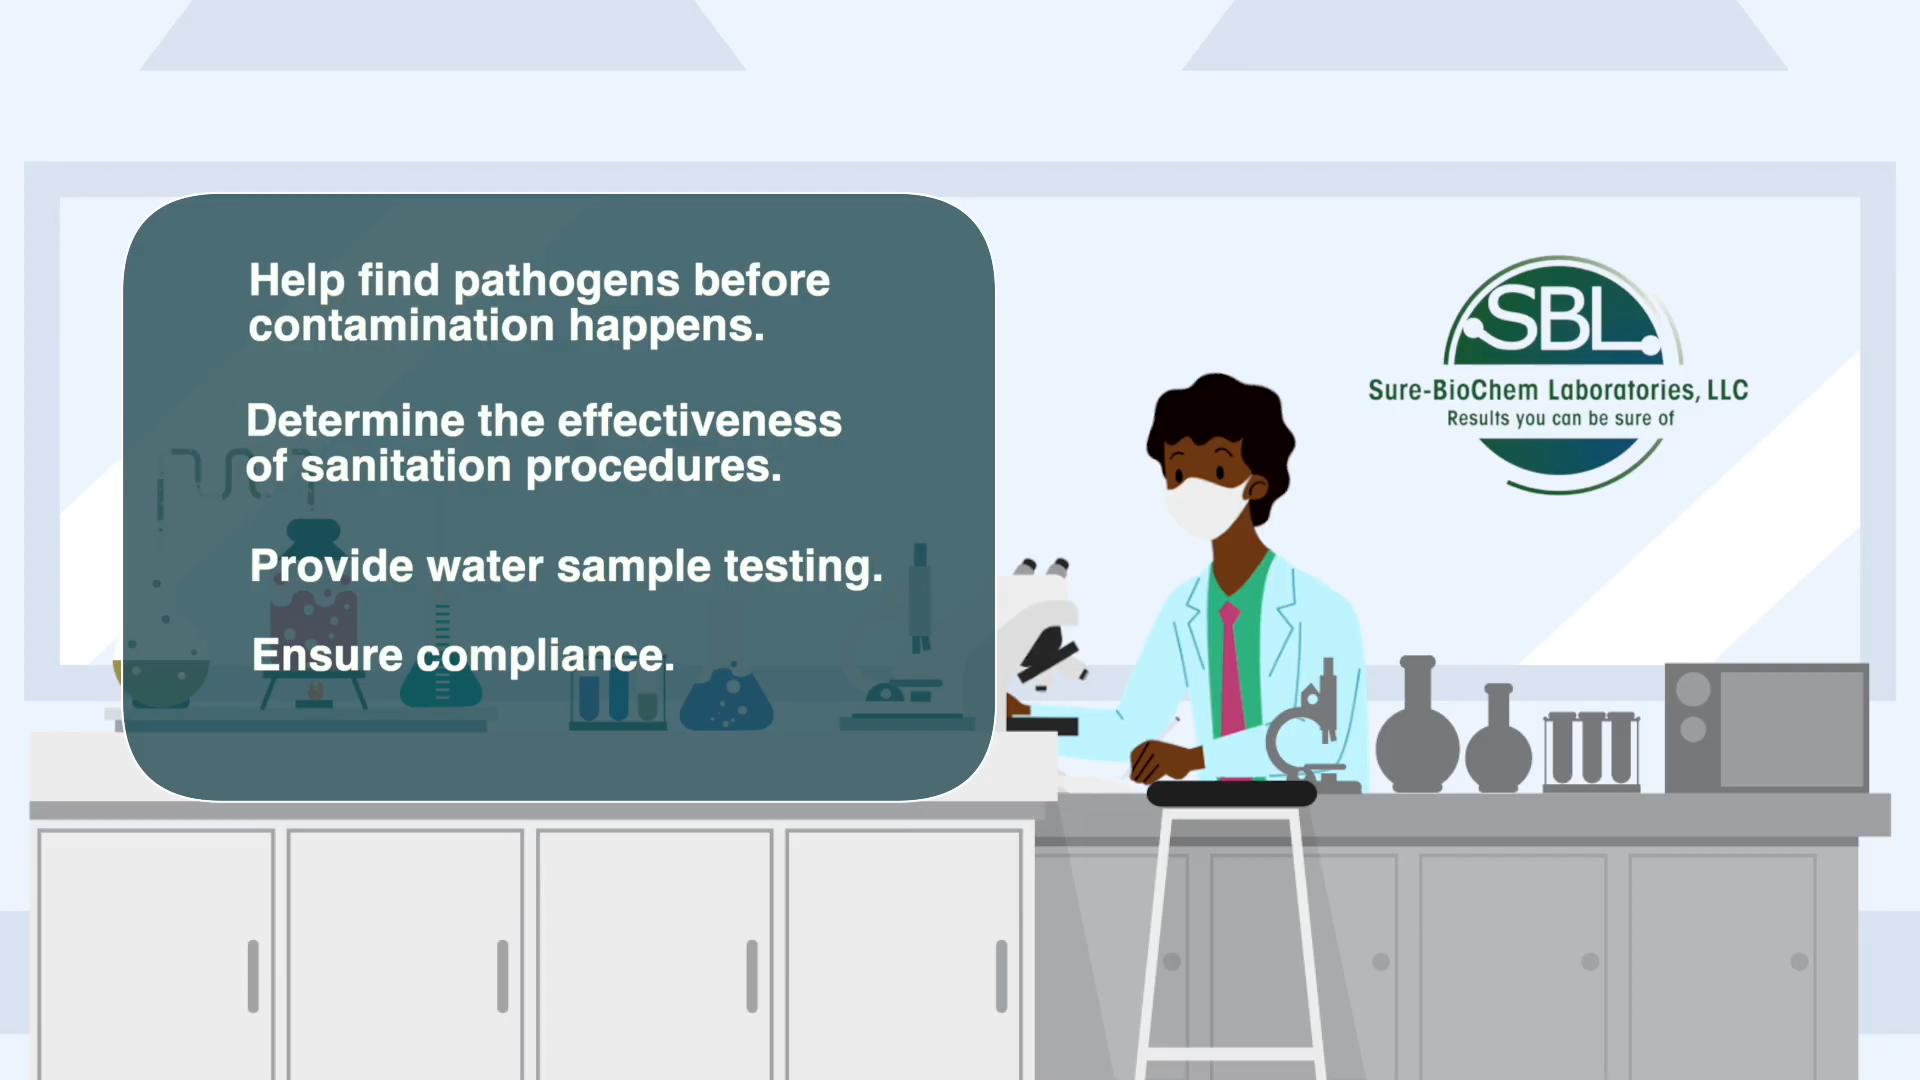 Help find pathogens before
contamination happens.
Determine the effectiveness
of sanitation procedures.
Provide water sample testing.
Ensure compliance.
SBL
Sure-BioChem Laboratories, LLC
Results you can be sure of